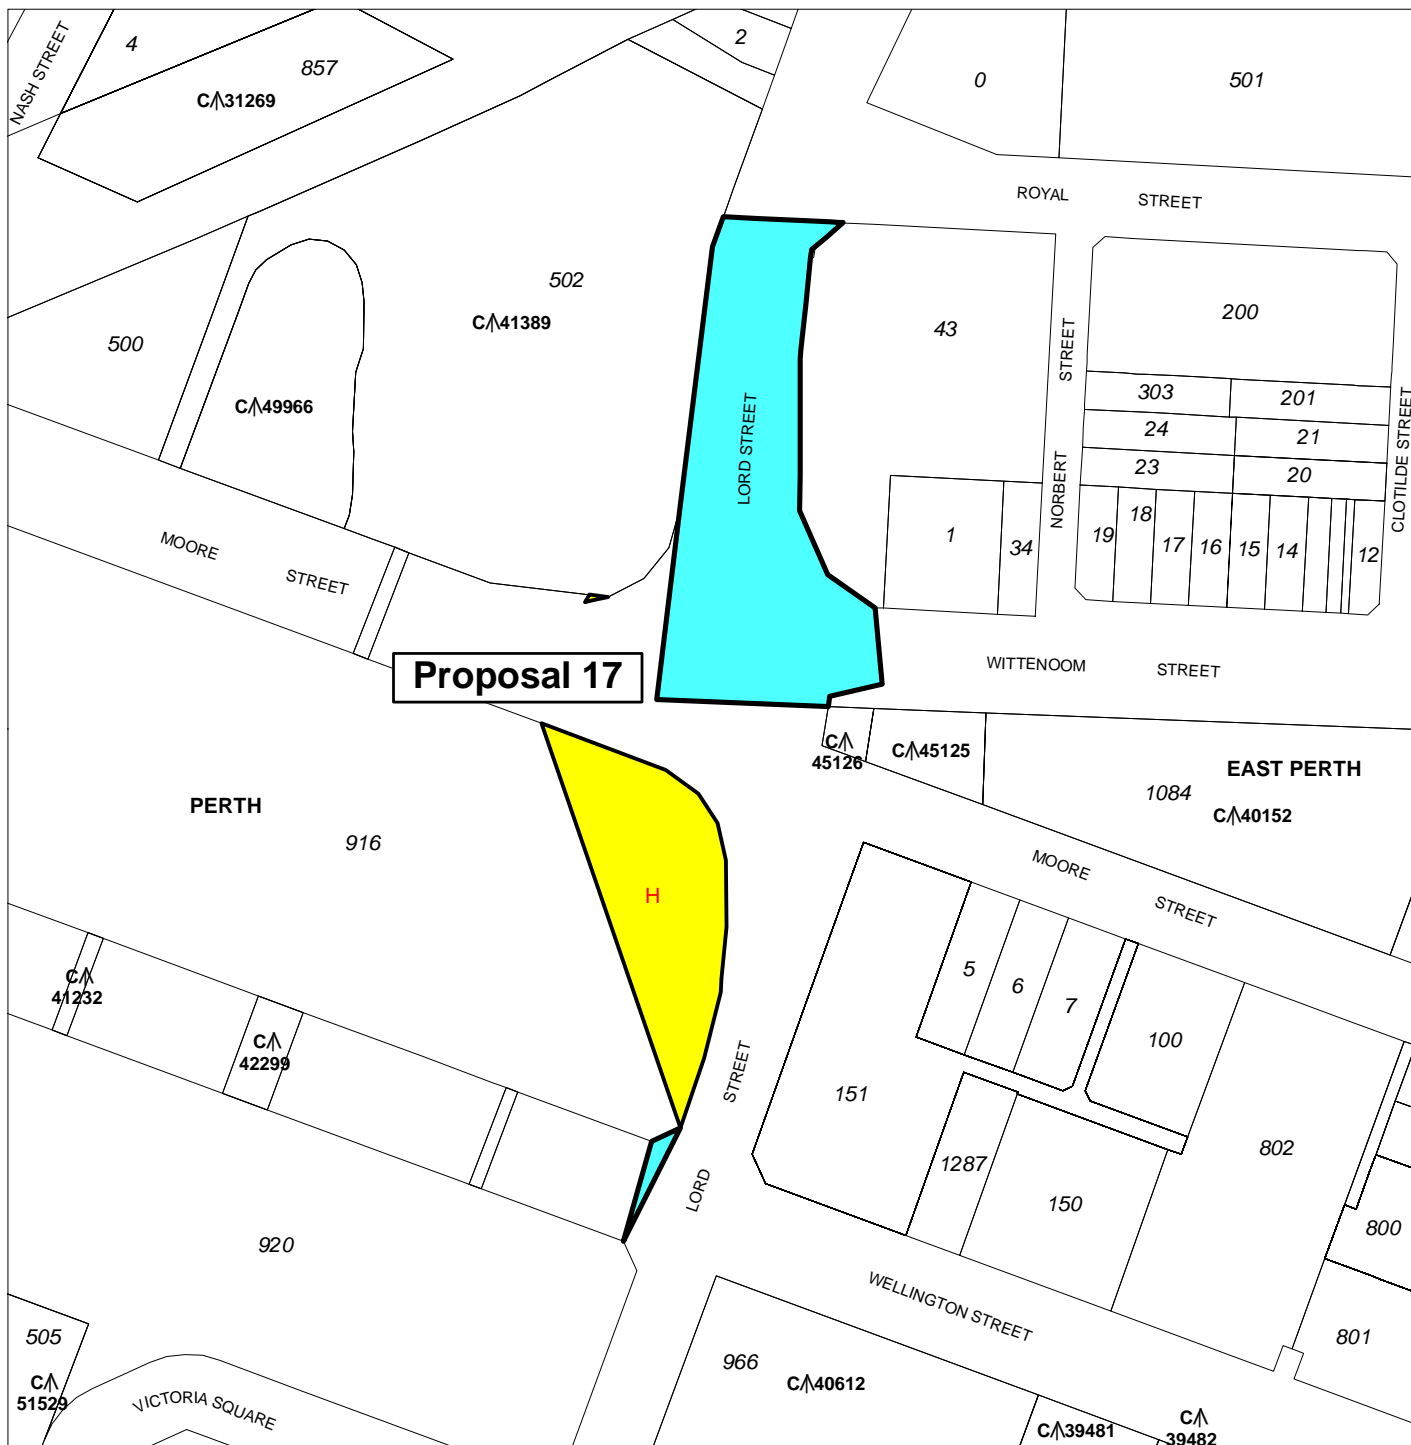 NASH STREET
4
857
C/\\31269
2
0
501
ROYAL STREET
502
C/\\41389
500
C/\\49966
43
200
LORD STREET
NORBERT STREET
303
201
24
21
23
20
CLOTILDE STREET
19
18
17
16
15
14
12
1
34
MOORE STREET
WITTENOOM STREET
Proposal 17
C/\\
45126
C/\\45125
EAST PERTH
1084
C/\\40152
PERTH
916
H
MOORE STREET
5
6
7
100
C/\\
41232
C/\\
42299
151
LORD STREET
1287
150
802
800
801
920
WELLINGTON STREET
505
C/\\
51529
VICTORIA SQUARE
966
C/\\40612
C/\\39481
C/\\
39482